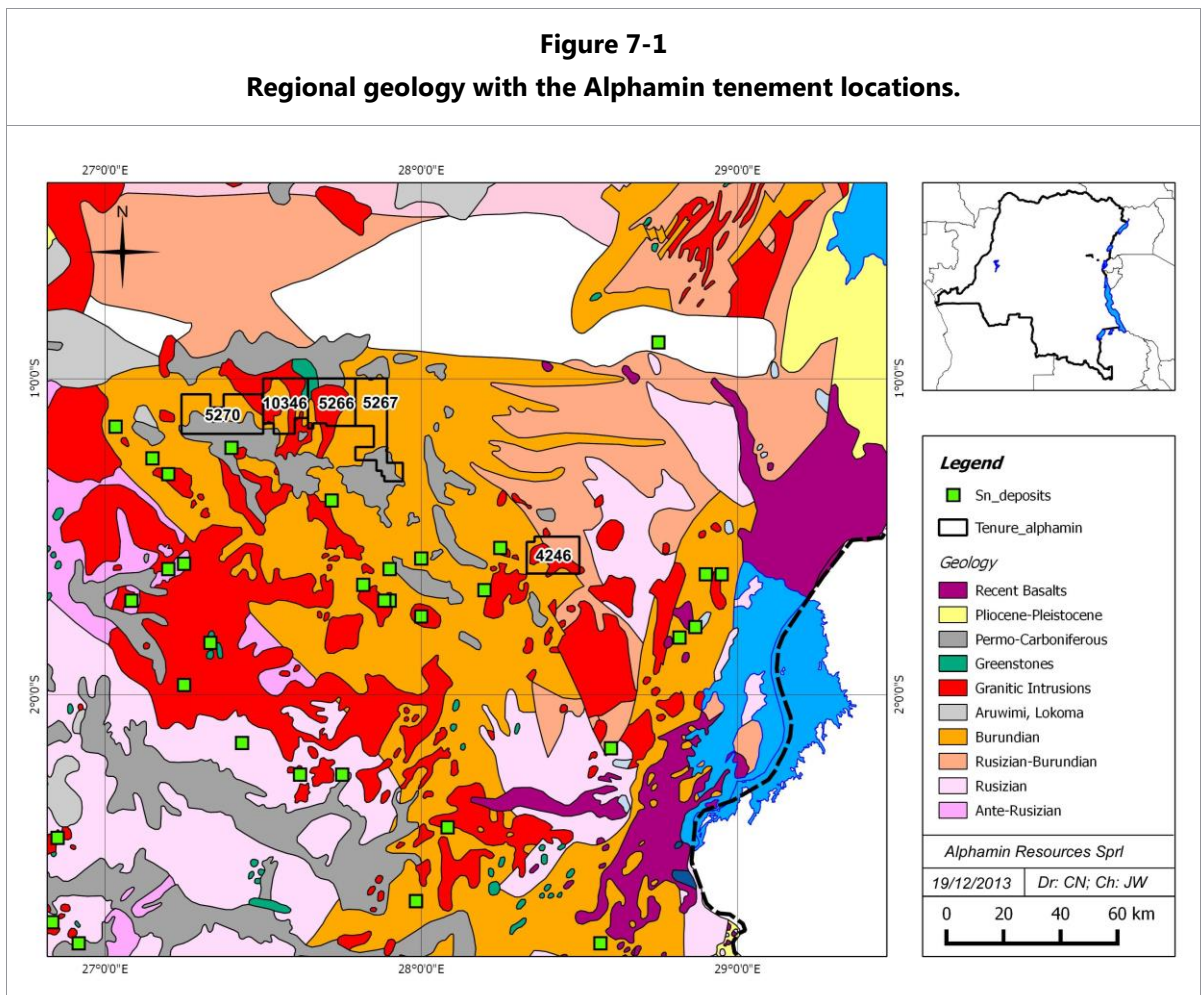 Figure 7-1
Regional geology with the Alphamin tenement locations.
27°0'0"E 28°0'0"E 29°0'0"E
N
1°0'0"S 1°0'0"S
5270 10346 5266 5267
4246
2°0'0"S 2°0'0"S
27°0'0"E 28°0'0"E 29°0'0"E
Legend
Sn_deposits
Tenure_alphamin
Geology
Recent Basalts
Pliocene-Pleistocene
Permo-Carboniferous
Greenstones
Granitic Intrusions
Aruwimi, Lokoma
Burundian
Rusizian-Burundian
Rusizian
Ante-Rusizian
Alphamin Resources Sprl
19/12/2013 Dr: CN; Ch: JW
0 20 40 60 km